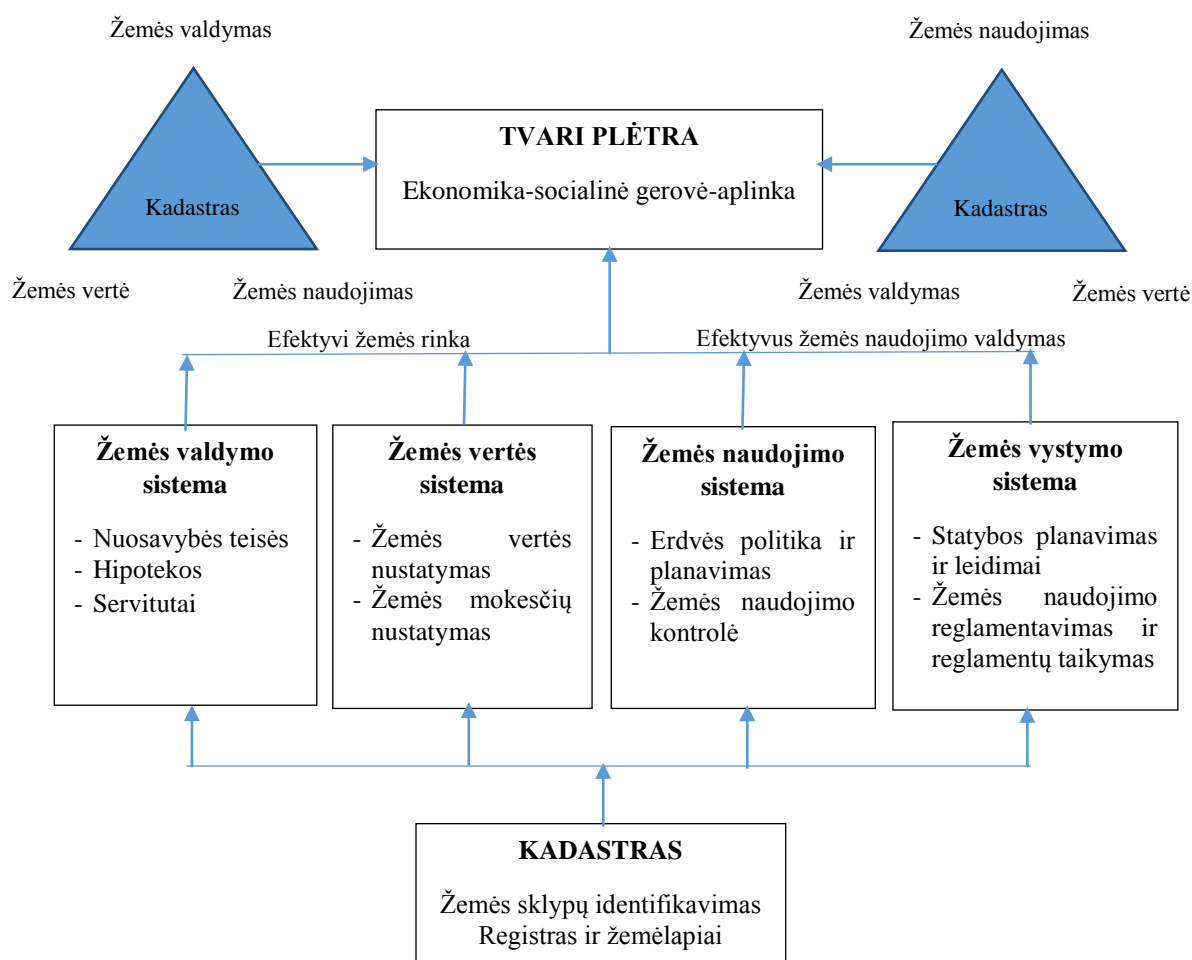 Žemės valdymas
Žemės naudojimas
TVARI PLĖTRA
Ekonomika-socialinė gerovė-aplinka
Kadastras
Kadastras
Žemės vertė
Žemės naudojimas
Žemės valdymas
Žemės vertė
Efektyvi žemės rinka
Efektyvus žemės naudojimo valdymas
Žemės valdymo
sistema
- Nuosavybės teisės
- Hipotekos
- Servitutai
Žemės vertės
sistema
- Žemės vertės
nustatymas
- Žemės mokesčių
nustatymas
Žemės naudojimo
sistema
- Erdvės politika ir
planavimas
- Žemės naudojimo
kontrolė
Žemės vystymo
sistema
- Statybos planavimas
ir leidimai
- Žemės naudojimo
reglamentavimas ir
reglamentų taikymas
KADASTRAS
Žemės sklypų identifikavimas
Registras ir žemėlapiai